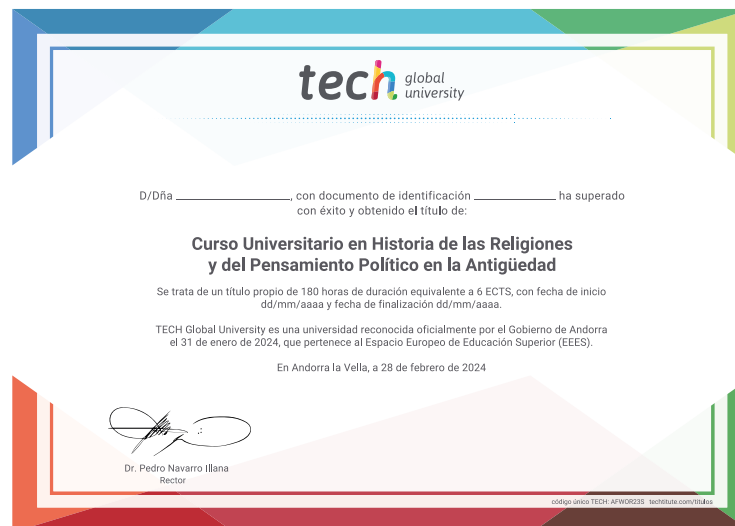 tech global university
D/Dña ____________________, con documento de identificación ______________ ha superado
con éxito y obtenido el título de:
Curso Universitario en Historia de las Religiones
y del Pensamiento Político en la Antigüedad
Se trata de un título propio de 180 horas de duración equivalente a 6 ECTS, con fecha de inicio
dd/mm/aaaa y fecha de finalización dd/mm/aaaa.
TECH Global University es una universidad reconocida oficialmente por el Gobierno de Andorra
el 31 de enero de 2024, que pertenece al Espacio Europeo de Educación Superior (EEES).
En Andorra la Vella, a 28 de febrero de 2024
Dr. Pedro Navarro Illana
Rector
código único TECH: AFWOR23S techtitute.com/titulos